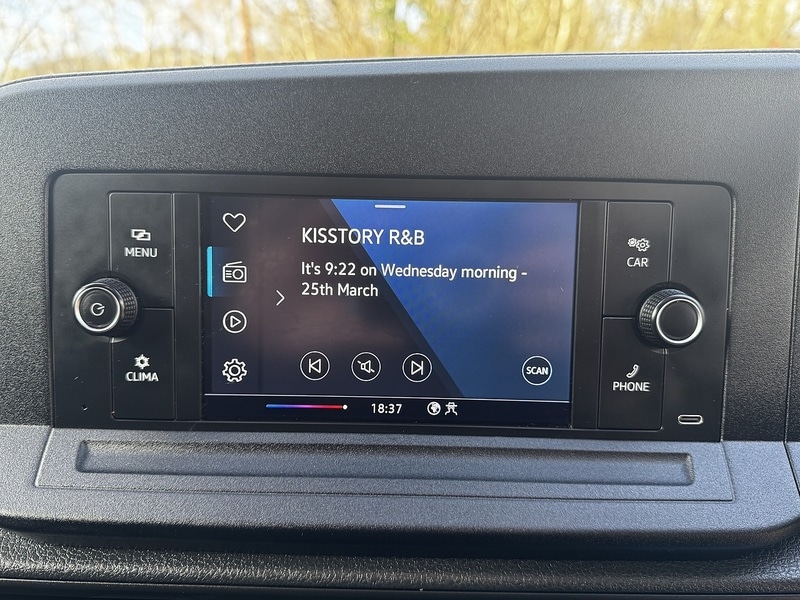 MENU
CLIMA
KISSTORY R&B
It's 9:22 on Wednesday morning -
25th March
SCAN
18:37
CAR
PHONE